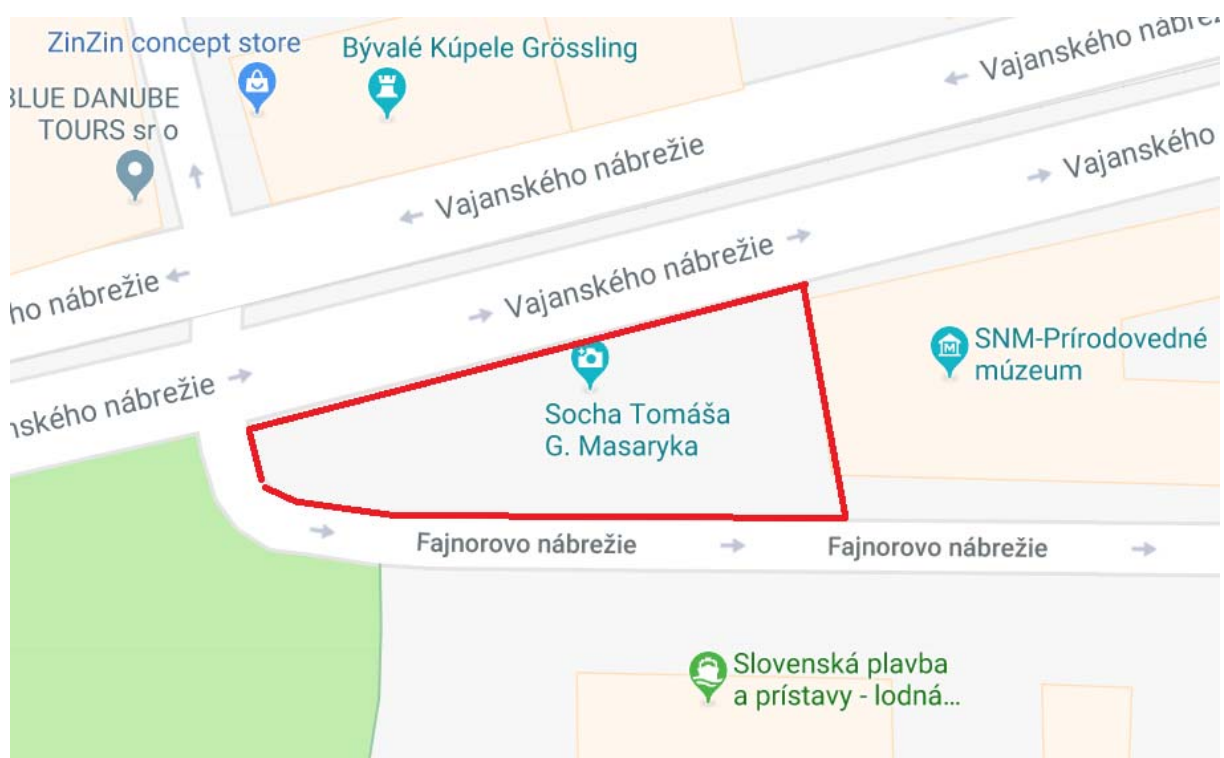 ZinZin concept store
Bývalé Kúpele Grössling
BLUE DANUBE
TOURS sr o
Vajanského nábrež
Vajanského
Vajanského nábrežie
Vajanského nábrežie
ho nábrežie
nského nábrežie
Socha Tomáša
G. Masaryka
SNM-Prírodovedné
múzeum
Fajnorovo nábrežie
Fajnorovo nábrežie
Slovenská plavba
a prístavy - lodná...